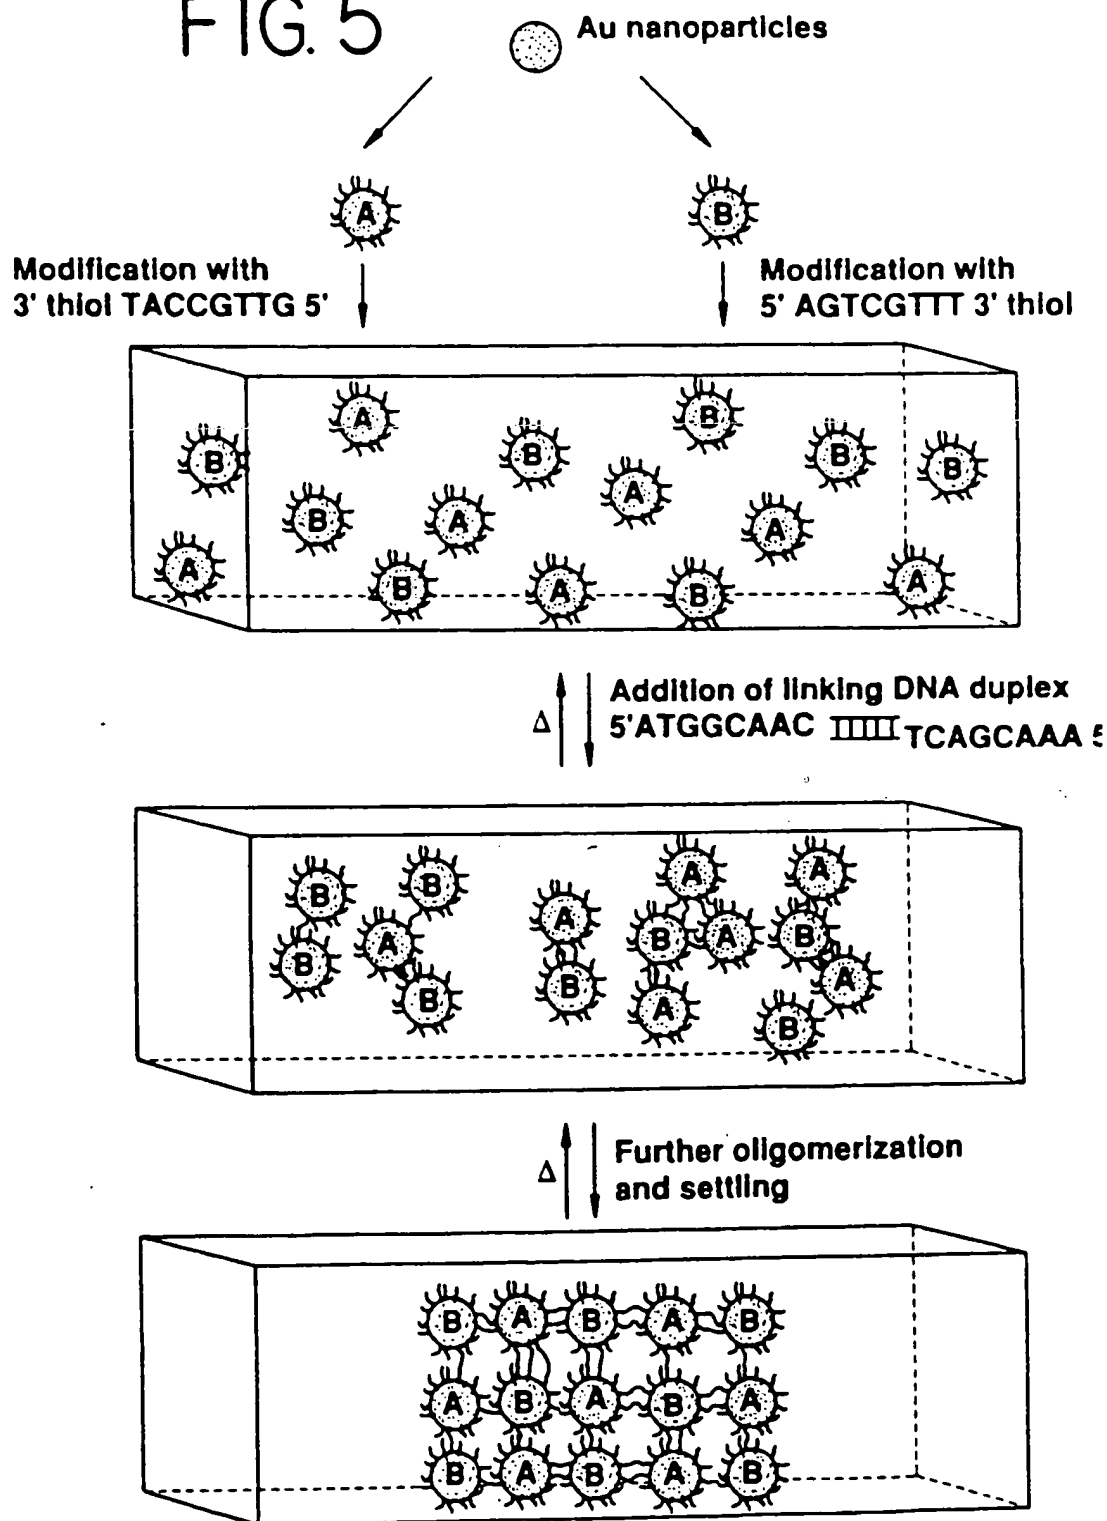 FIG. 5
Au nanoparticles
A
B
Modification with
3' thiol TACCGTTG 5'
Modification with
5' AGTCGTTT 3' thiol
A
B
B
B
B
B
A
B
A
A
A
B
A
B
A
Addition of linking DNA duplex
Δ
5'ATGGCAAC
TCAGCAAA 5
B
B
A
A
A
A
B
B
A
B
B
A
B
B
A
B
Further oligomerization
Δ
and settling
B A B A B
A B A B A
B A B A B